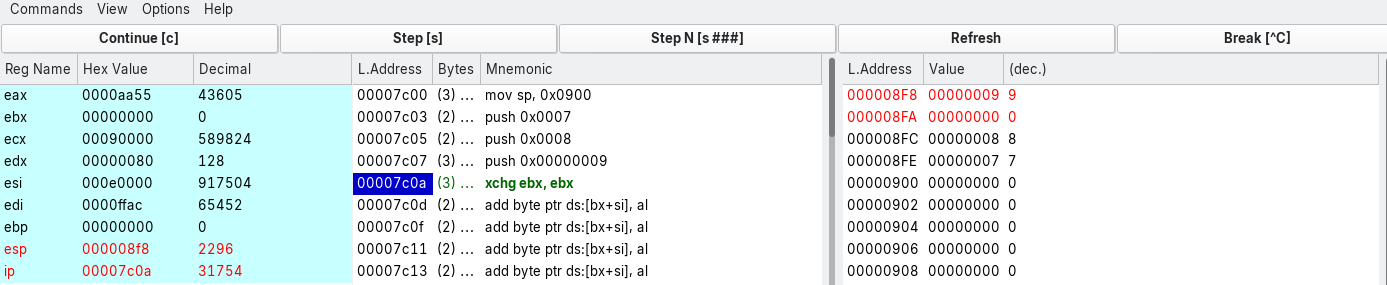 Commands View Options Help
Continue [c] Step [s] Step N [s ###] Refresh Break [^C]
Reg Name Hex Value Decimal L.Address Bytes Mnemonic L.Address Value (dec.)
eax 0000aa55 43605 00007c00 (3) ... mov sp, 0x0900 000008F8 00000009 9
ebx 00000000 0 00007c03 (2) ... push 0x0007 000008FA 00000000 0
ecx 00090000 589824 00007c05 (2) ... push 0x0008 000008FC 00000008 8
edx 00000080 128 00007c07 (3) ... push 0x00000009 000008FE 00000007 7
esi 000e0000 917504 00007c0a (3) ... xchg ebx, ebx 00000900 00000000 0
edi 0000ffac 65452 00007c0d (2) ... add byte ptr ds:[bx+si], al 00000902 00000000 0
ebp 00000000 0 00007c0f (2) ... add byte ptr ds:[bx+si], al 00000904 00000000 0
esp 000008f8 2296 00007c11 (2) ... add byte ptr ds:[bx+si], al 00000906 00000000 0
ip 00007c0a 31754 00007c13 (2) ... add byte ptr ds:[bx+si], al 00000908 00000000 0